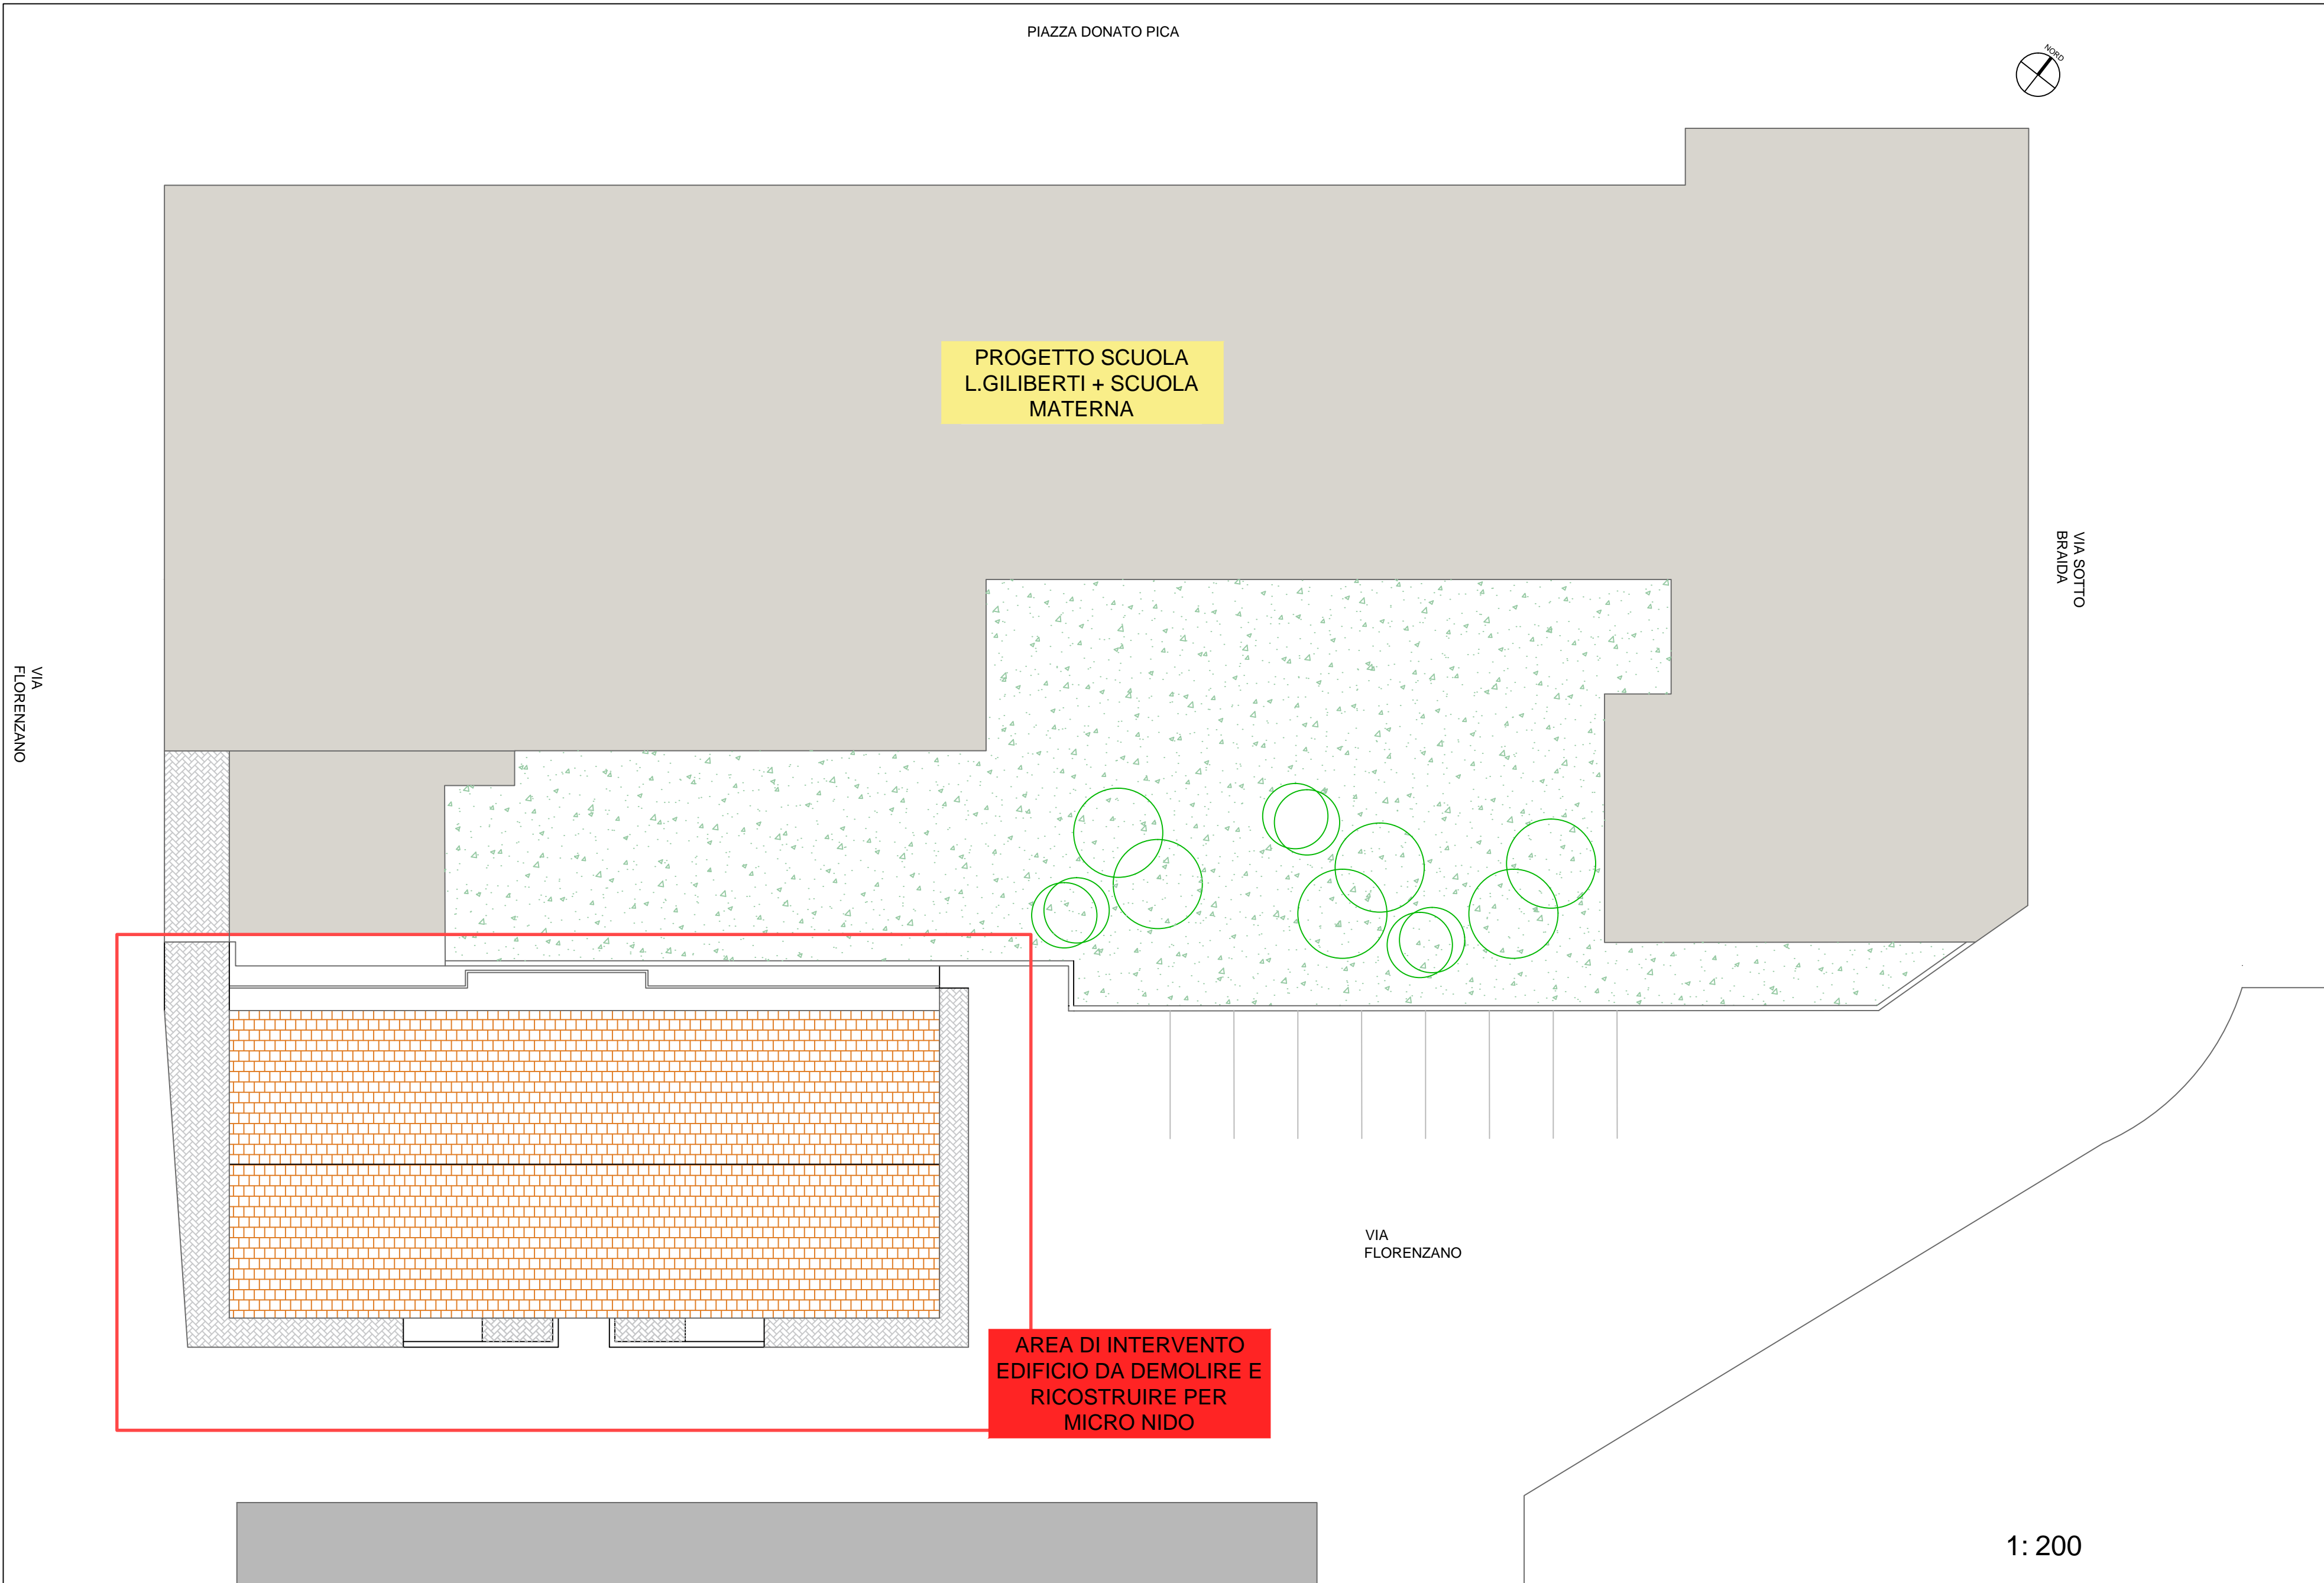 PIAZZA DONATO PICA
NORD
PROGETTO SCUOLA
L.GILIBERTI + SCUOLA
MATERNA
VIA SOTTO
BRAIDA
VIA
FLORENZANO
VIA
FLORENZANO
AREA DI INTERVENTO
EDIFICIO DA DEMOLIRE E
RICOSTRUIRE PER
MICRO NIDO
1: 200